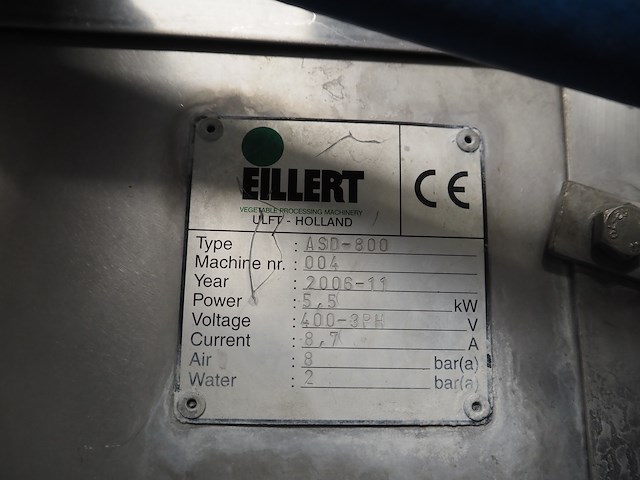 EILLERT
VEGETABLE PROCESSING MACHINERY
ULFT - HOLLAND
CE
Type : ASD-800
Machine nr. : 004
Year : 2006-11
Power : 5,5 kW
Voltage : 400-3PH V
Current : 8,7 A
Air : 8 bar(a)
Water : 2 bar(a)